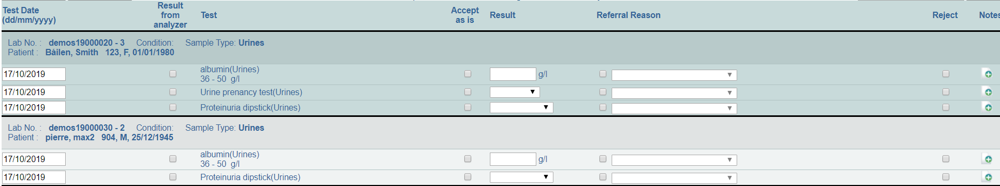 Test Date (dd/mm/yyyy) Result from analyzer Test Accept as is Result Referral Reason Reject Notes
Lab No. : demos19000020 - 3 Condition: Sample Type: Urines
Patient : Báilen, Smith 123, F, 01/01/1980
17/10/2019 albumin(Urines) g/l
36 - 50 g/l
17/10/2019 Urine prenancy test(Urines)
17/10/2019 Proteinuria dipstick(Urines)
Lab No. : demos19000030 - 2 Condition: Sample Type: Urines
Patient : pierre, max2 904, M, 25/12/1945
17/10/2019 albumin(Urines) g/l
36 - 50 g/l
17/10/2019 Proteinuria dipstick(Urines)